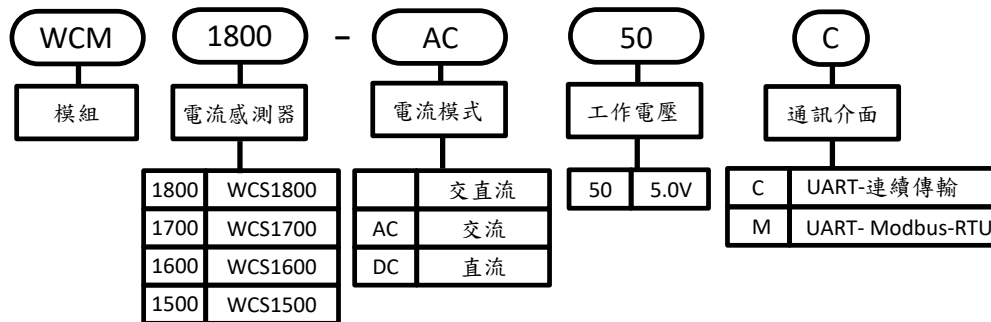 WCM 1800 - AC 50 C
模組 電流感測器 電流模式 工作電壓 通訊介面
1800 WCS1800 交直流 50 5.0V C UART-連續傳輸
1700 WCS1700 AC 交流 M UART- Modbus-RTU
1600 WCS1600 DC 直流
1500 WCS1500